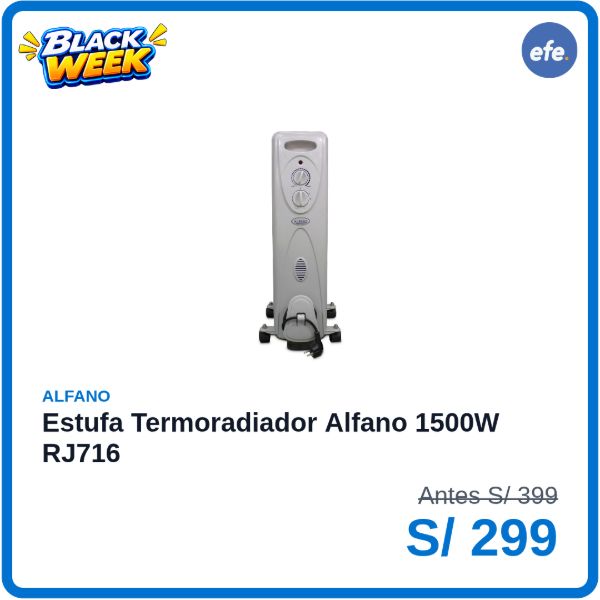 BLACK
WEEK
efe.
ALFANO
Estufa Termoradiador Alfano 1500W
RJ716
Antes S/ 399
S/ 299